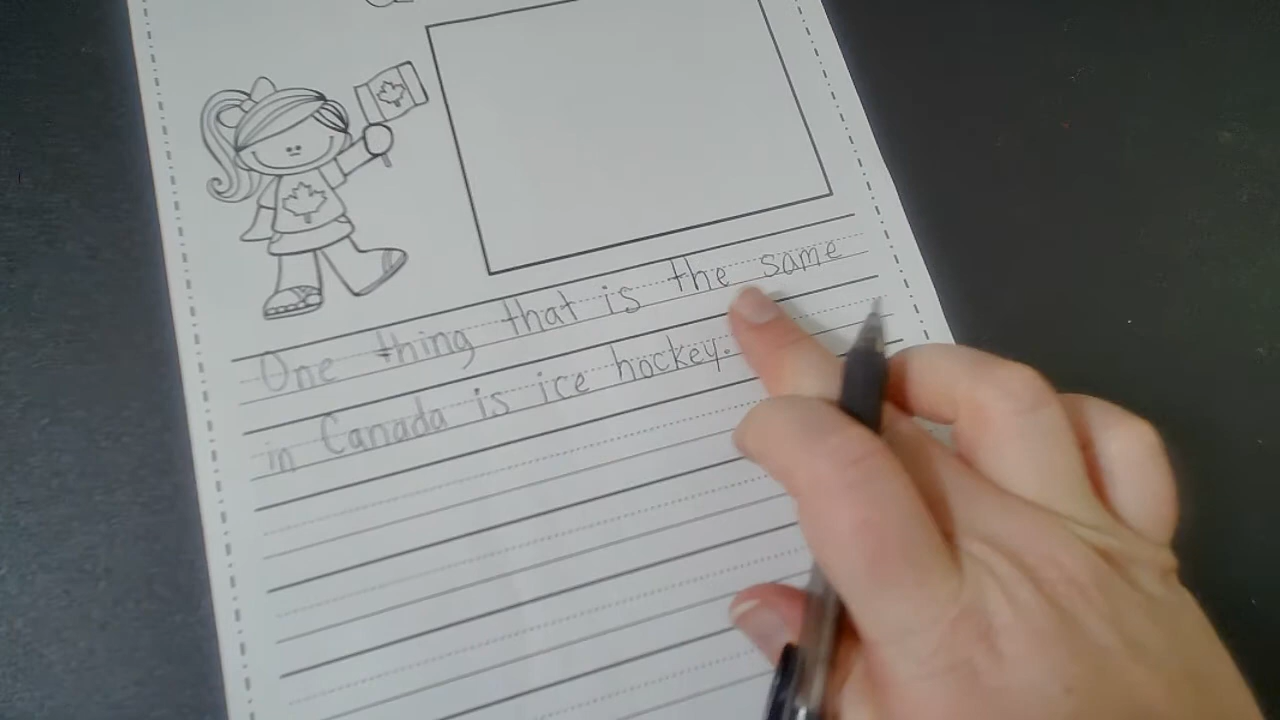 One thing that is the same
in Canada is ice hockey.